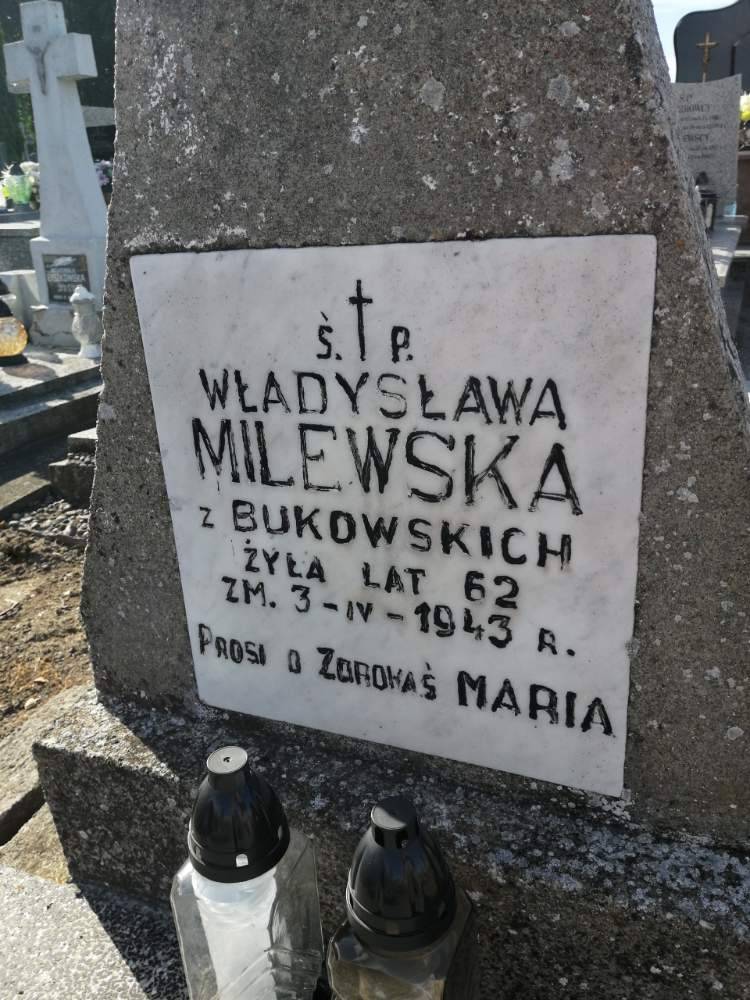 Ś. P.
WŁADYSŁAWA
MILEWSKA
z BUKOWSKICH
ŻYŁA LAT 62
ZM. 3-IV-1943 R.
PROSI O ZDROWAŚ MARIA